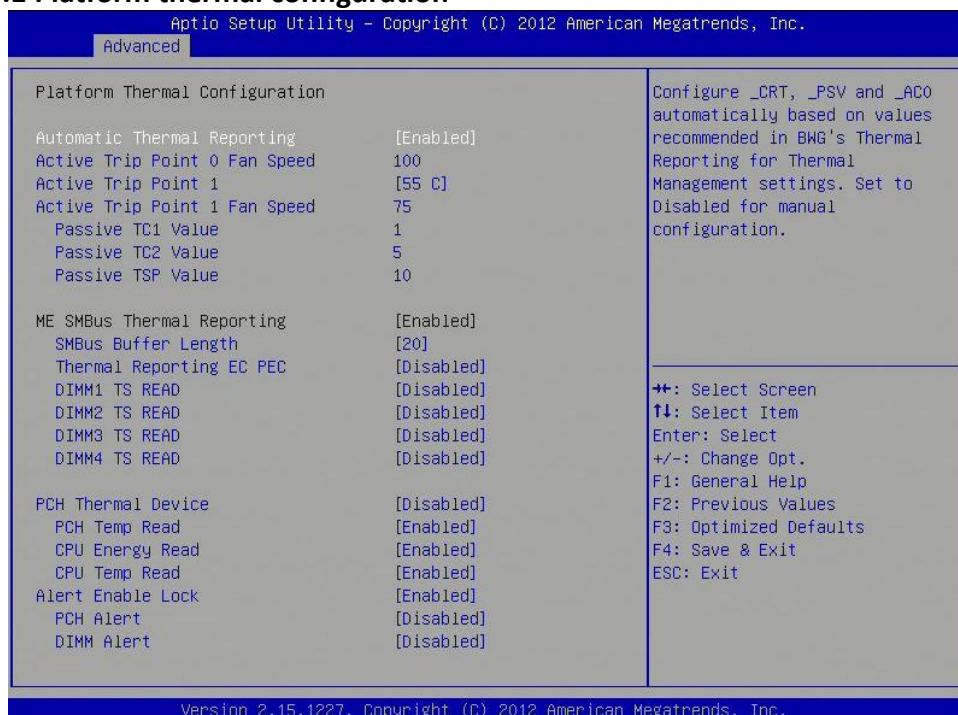 Platform thermal configuration
Aptio Setup Utility – Copyright (C) 2012 American Megatrends, Inc.
Advanced
Platform Thermal Configuration
Automatic Thermal Reporting [Enabled]
Active Trip Point 0 Fan Speed 100
Active Trip Point 1 [55 C]
Active Trip Point 1 Fan Speed 75
Passive TC1 Value 1
Passive TC2 Value 5
Passive TSP Value 10
ME SMBus Thermal Reporting [Enabled]
SMBus Buffer Length [20]
Thermal Reporting EC PEC [Disabled]
DIMM1 TS READ [Disabled]
DIMM2 TS READ [Disabled]
DIMM3 TS READ [Disabled]
DIMM4 TS READ [Disabled]
PCH Thermal Device [Disabled]
PCH Temp Read [Enabled]
CPU Energy Read [Enabled]
CPU Temp Read [Enabled]
Alert Enable Lock [Enabled]
PCH Alert [Disabled]
DIMM Alert [Disabled]
Configure _CRT, _PSV and _AC0
automatically based on values
recommended in BWG's Thermal
Reporting for Thermal
Management settings. Set to
Disabled for manual
configuration.
→←: Select Screen
↑↓: Select Item
Enter: Select
+/-: Change Opt.
F1: General Help
F2: Previous Values
F3: Optimized Defaults
F4: Save & Exit
ESC: Exit
Version 2.15.1227. Copyright (C) 2012 American Megatrends, Inc.